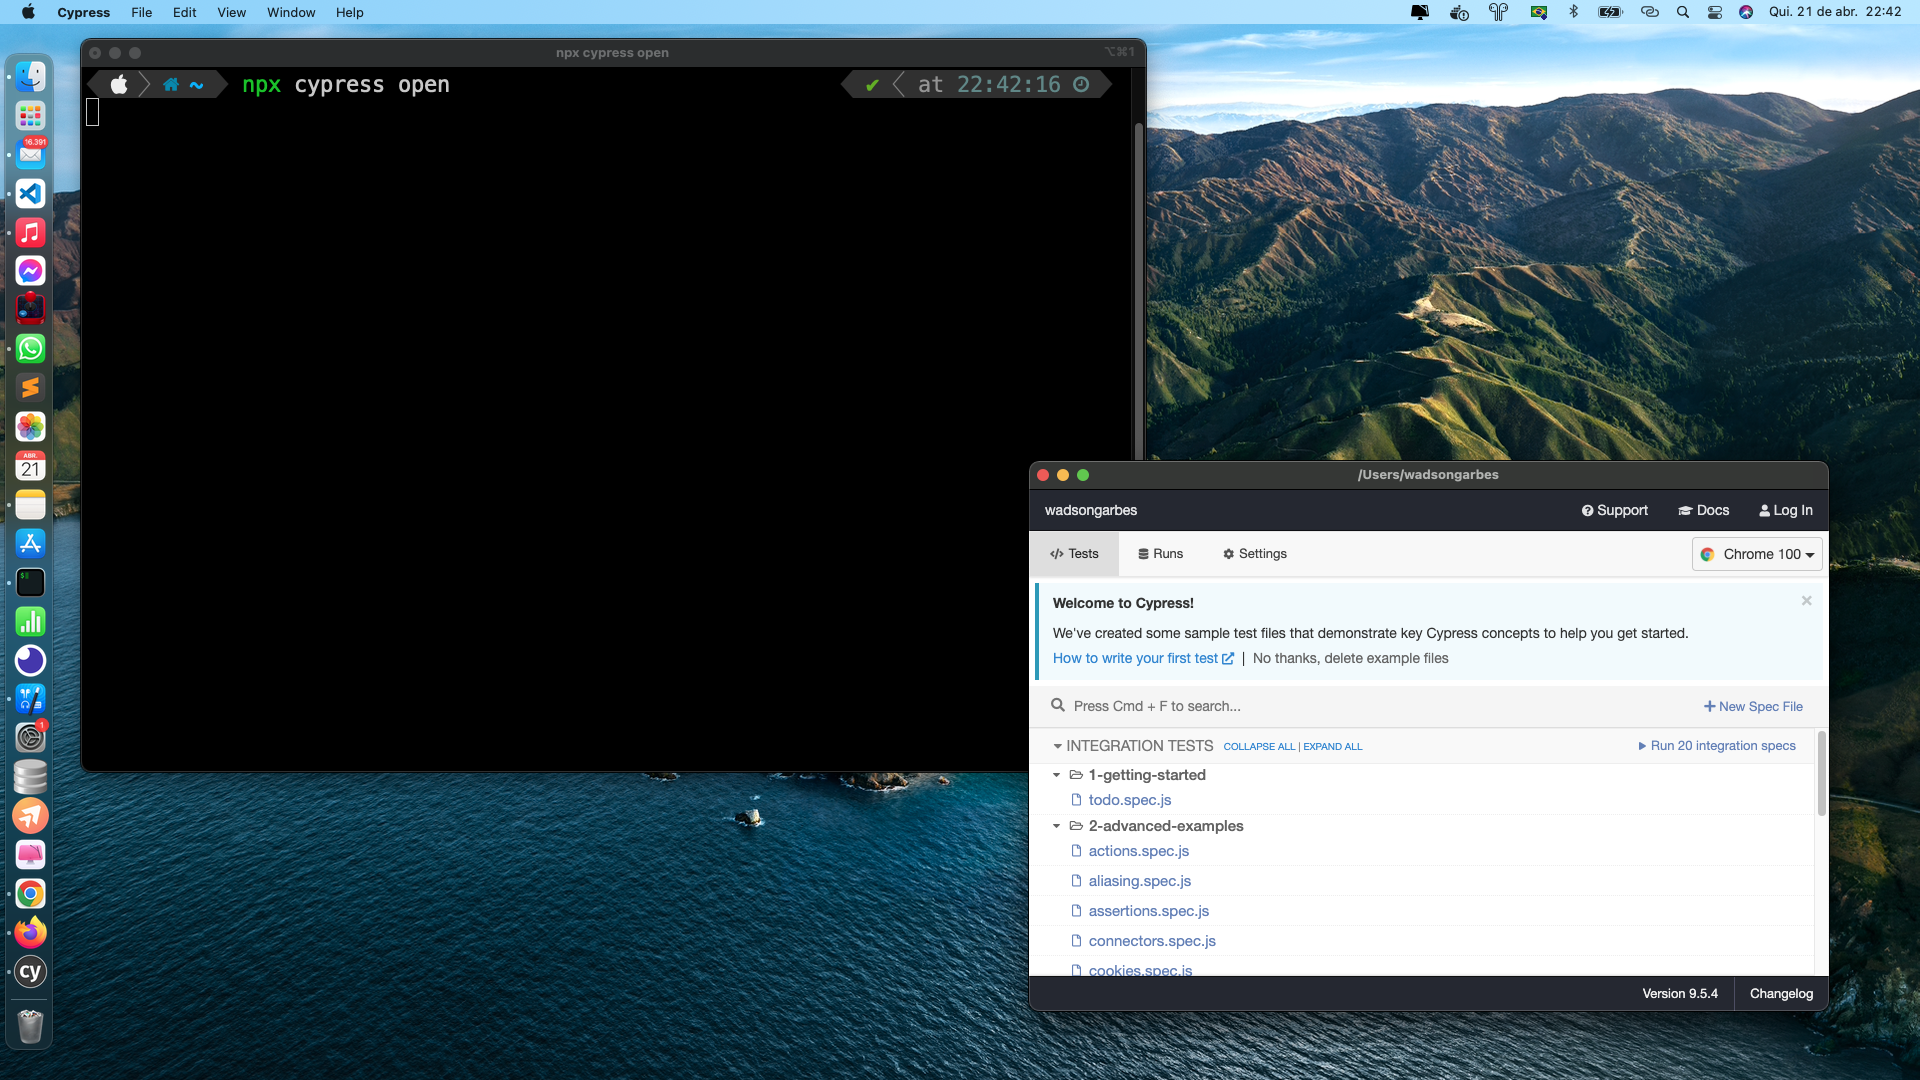 Cypress File Edit View Window Help
Qui. 21 de abr. 22:42
npx cypress open
⌥⌘1
~ npx cypress open
✔ at 22:42:16
16.391
ABR.
21
1
cy
/Users/wadsongarbes
wadsongarbes
Support
Docs
Log In
</> Tests
Runs
Settings
Chrome 100
Welcome to Cypress!
×
We've created some sample test files that demonstrate key Cypress concepts to help you get started.
How to write your first test | No thanks, delete example files
Press Cmd + F to search...
+ New Spec File
INTEGRATION TESTS COLLAPSE ALL | EXPAND ALL
Run 20 integration specs
1-getting-started
todo.spec.js
2-advanced-examples
actions.spec.js
aliasing.spec.js
assertions.spec.js
connectors.spec.js
cookies.spec.js
Version 9.5.4
Changelog